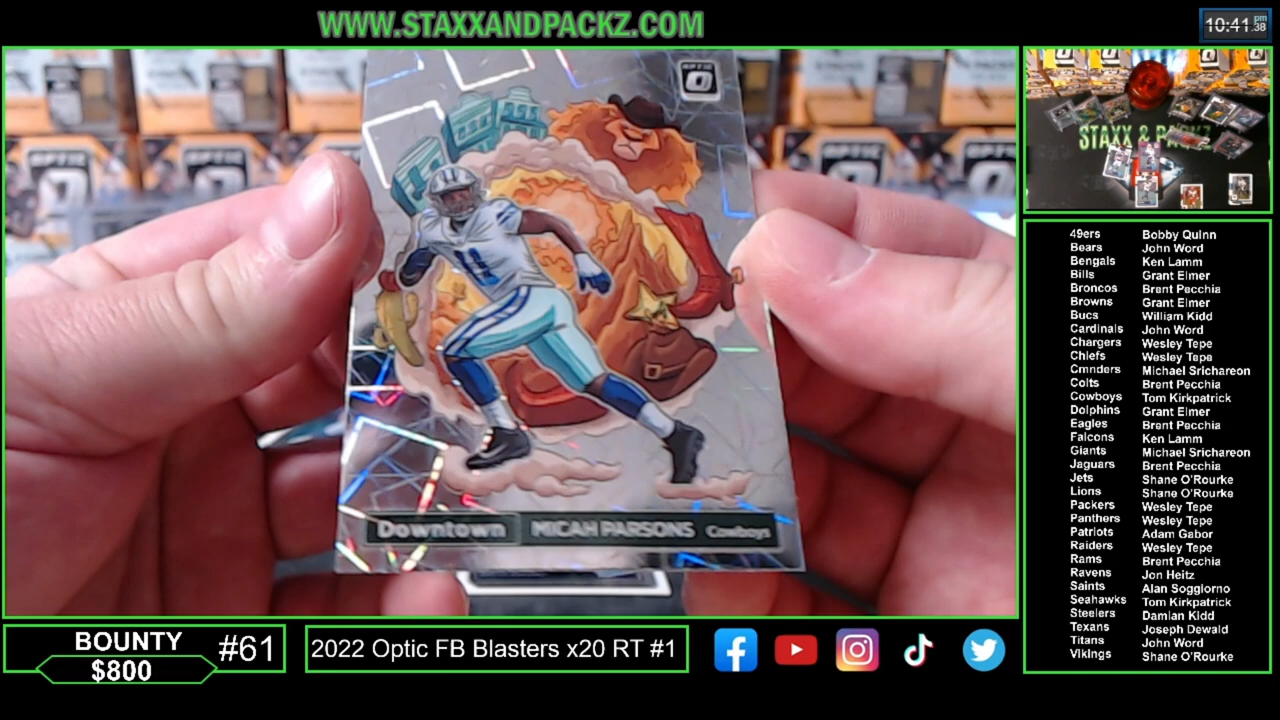 WWW.STAXXANDPACKZ.COM
10:41 pm .38
OPTIC
OPTIC
OPTIC
11
Downtown MICAH PARSONS Cowboys
STAXX & PACKZ
49ers Bobby Quinn
Bears John Word
Bengals Ken Lamm
Bills Grant Elmer
Broncos Brent Pecchia
Browns Grant Elmer
Bucs William Kidd
Cardinals John Word
Chargers Wesley Tepe
Chiefs Wesley Tepe
Cmnders Michael Srichareon
Colts Brent Pecchia
Cowboys Tom Kirkpatrick
Dolphins Grant Elmer
Eagles Brent Pecchia
Falcons Ken Lamm
Giants Michael Srichareon
Jaguars Brent Pecchia
Jets Shane O'Rourke
Lions Shane O'Rourke
Packers Wesley Tepe
Panthers Wesley Tepe
Patriots Adam Gabor
Raiders Wesley Tepe
Rams Brent Pecchia
Ravens Jon Heitz
Saints Alan Soggiorno
Seahawks Tom Kirkpatrick
Steelers Damian Kidd
Texans Joseph Dewald
Titans John Word
Vikings Shane O'Rourke
BOUNTY #61
$800
2022 Optic FB Blasters x20 RT #1